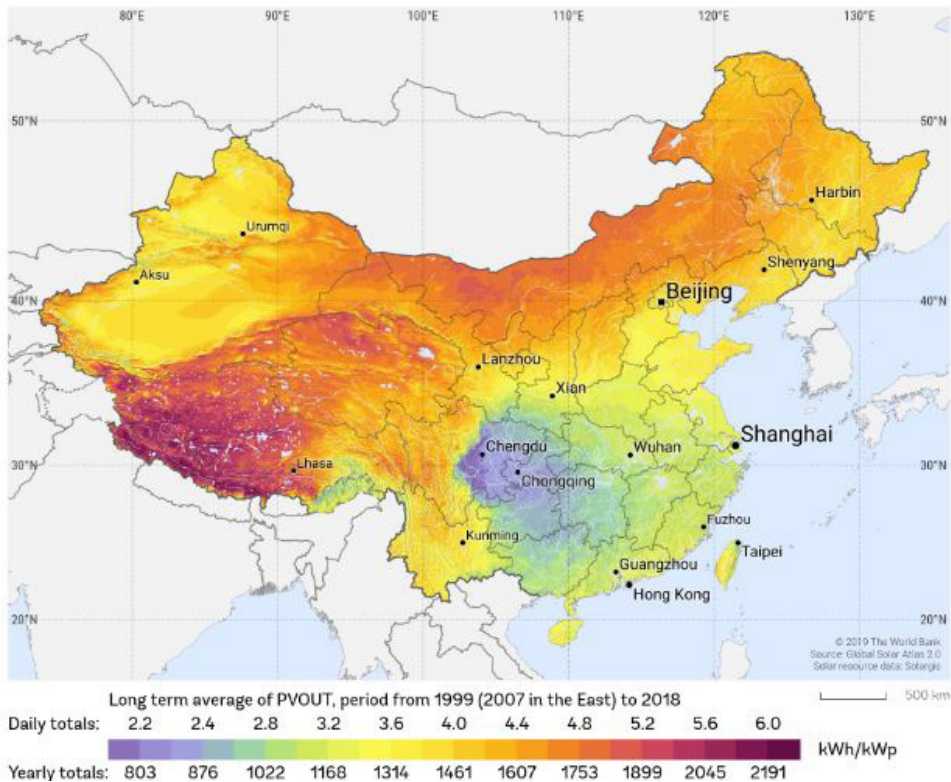 80°E 90°E 100°E 110°E 120°E 130°E
50°N 50°N
Harbin
Urumqi
Shenyang
Aksu
Beijing
40°N 40°N
Lanzhou
Xian
Shanghai
Chengdu
Wuhan
30°N 30°N
Lhasa
Chongqing
Fuzhou
Kunming
Taipei
Guangzhou
Hong Kong
20°N 20°N
© 2019 The World Bank
Source: Global Solar Atlas 2.0
Solar resource data: Solargis
Long term average of PVOUT, period from 1999 (2007 in the East) to 2018
500 km
Daily totals: 2.2 2.4 2.8 3.2 3.6 4.0 4.4 4.8 5.2 5.6 6.0
kWh/kWp
Yearly totals: 803 876 1022 1168 1314 1461 1607 1753 1899 2045 2191